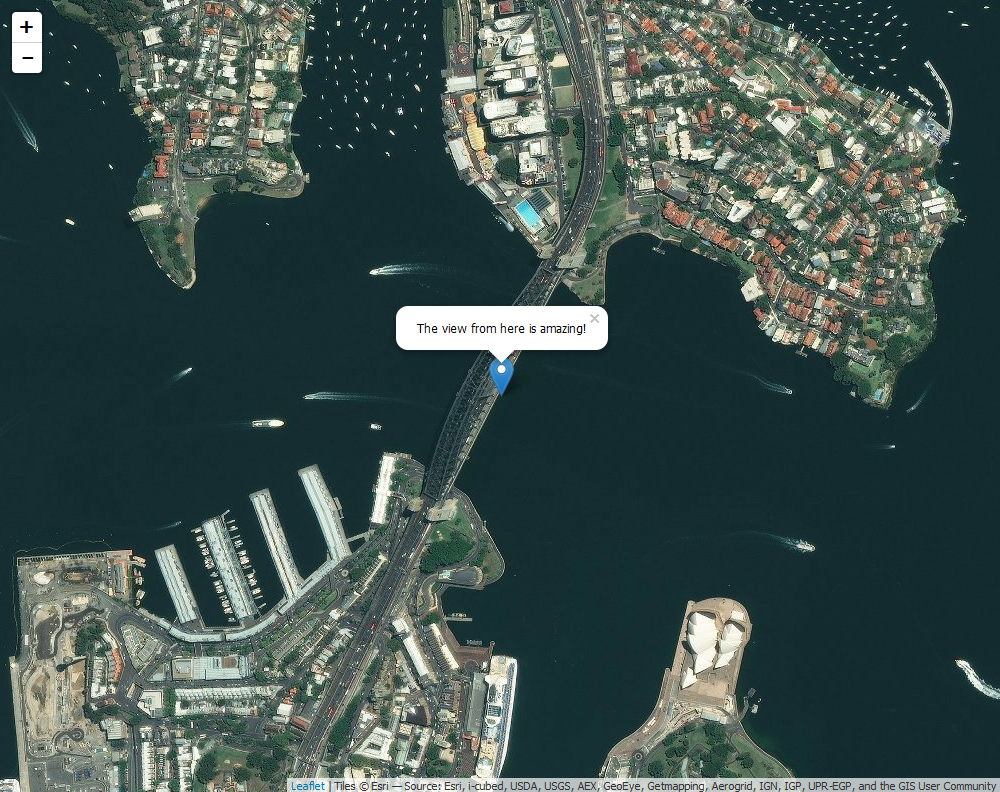 +
−
The view from here is amazing!
×
Leaflet | Tiles © Esri — Source: Esri, i-cubed, USDA, USGS, AEX, GeoEye, Getmapping, Aerogrid, IGN, IGP, UPR-EGP, and the GIS User Community